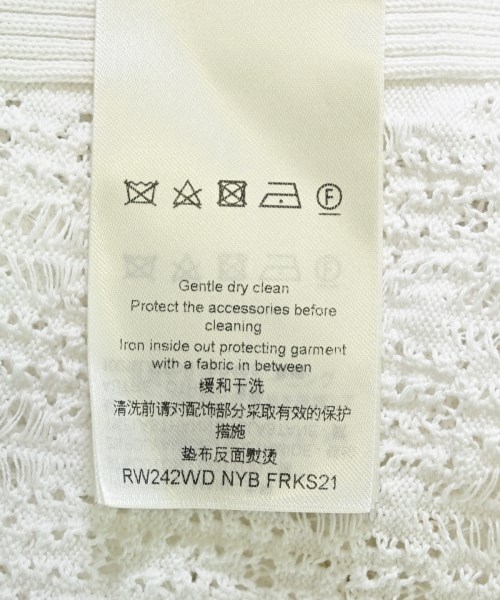 F
Gentle dry clean
Protect the accessories before
cleaning
Iron inside out protecting garment
with a fabric in between
缓和干洗
清洗前请对配饰部分采取有效的保护
措施
垫布反面熨烫
RW242WD NYB FRKS21